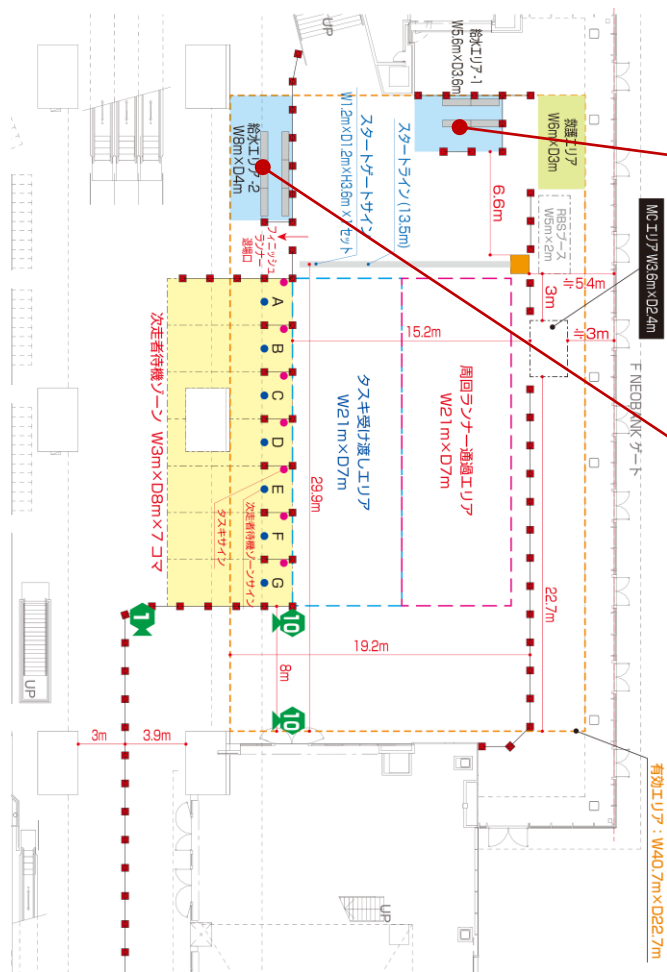 UP
給水エリア-1
W5.6m×D3.6m
救護エリア
W6m×D3m
給水エリア-2
W8m×D4m
スタートゲートサイン
W1.2m×D1.2m×H3.6m × 1セット
スタートライン (13.5m)
6.6m
RBSブース
W5m×2m
MCエリア W3.6m×D2.4m
フィニッシュ
ランナー
退場口
3m
≒5.4m
≒3m
F NEOBANK ゲート
15.2m
A
B
C
D
E
F
G
次走者待機ゾーン W3m×D8m×7コマ
タスキ受け渡しエリア
W21m×D7m
周回ランナー通過エリア
W21m×D7m
29.9m
次走者待機ゾーンサイン
タスキサイン
22.7m
1
10
19.2m
8m
10
UP
3m
3.9m
有効エリア：W40.7m×D22.7m
UP